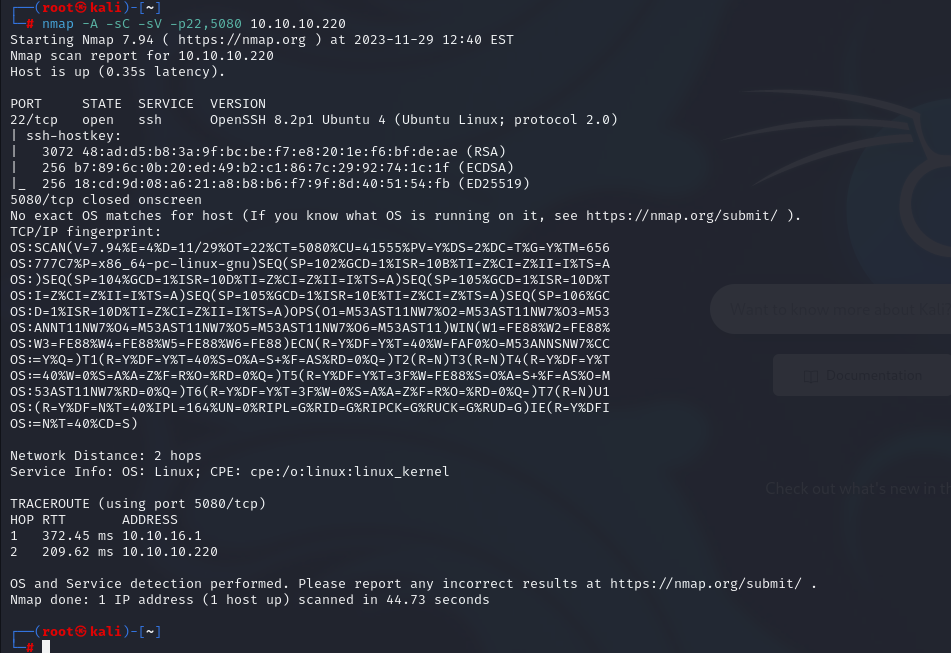 ┌──(root㉿kali)-[~]
└─# nmap -A -sC -sV -p22,5080 10.10.10.220
Starting Nmap 7.94 ( https://nmap.org ) at 2023-11-29 12:40 EST
Nmap scan report for 10.10.10.220
Host is up (0.35s latency).
PORT     STATE  SERVICE  VERSION
22/tcp   open   ssh      OpenSSH 8.2p1 Ubuntu 4 (Ubuntu Linux; protocol 2.0)
| ssh-hostkey:
|   3072 48:ad:d5:b8:3a:9f:bc:be:f7:e8:20:1e:f6:bf:de:ae (RSA)
|   256 b7:89:6c:0b:20:ed:49:b2:c1:86:7c:29:92:74:1c:1f (ECDSA)
|_  256 18:cd:9d:08:a6:21:a8:b8:b6:f7:9f:8d:40:51:54:fb (ED25519)
5080/tcp closed onscreen
No exact OS matches for host (If you know what OS is running on it, see https://nmap.org/submit/ ).
TCP/IP fingerprint:
OS:SCAN(V=7.94%E=4%D=11/29%OT=22%CT=5080%CU=41555%PV=Y%DS=2%DC=T%G=Y%TM=656
OS:777C7%P=x86_64-pc-linux-gnu)SEQ(SP=102%GCD=1%ISR=10B%TI=Z%CI=Z%II=I%TS=A
OS:)SEQ(SP=104%GCD=1%ISR=10D%TI=Z%CI=Z%II=I%TS=A)SEQ(SP=105%GCD=1%ISR=10D%T
OS:I=Z%CI=Z%II=I%TS=A)SEQ(SP=105%GCD=1%ISR=10E%TI=Z%CI=Z%TS=A)SEQ(SP=106%GC
OS:D=1%ISR=10D%TI=Z%CI=Z%II=I%TS=A)OPS(O1=M53AST11NW7%O2=M53AST11NW7%O3=M53
OS:ANNT11NW7%O4=M53AST11NW7%O5=M53AST11NW7%O6=M53AST11)WIN(W1=FE88%W2=FE88%
OS:W3=FE88%W4=FE88%W5=FE88%W6=FE88)ECN(R=Y%DF=Y%T=40%W=FAF0%O=M53ANNSNW7%CC
OS:=Y%Q=)T1(R=Y%DF=Y%T=40%S=O%A=S+%F=AS%RD=0%Q=)T2(R=N)T3(R=N)T4(R=Y%DF=Y%T
OS:=40%W=0%S=A%A=Z%F=R%O=%RD=0%Q=)T5(R=Y%DF=Y%T=3F%W=FE88%S=O%A=S+%F=AS%O=M
OS:53AST11NW7%RD=0%Q=)T6(R=Y%DF=Y%T=3F%W=0%S=A%A=Z%F=R%O=%RD=0%Q=)T7(R=N)U1
OS:(R=Y%DF=N%T=40%IPL=164%UN=0%RIPL=G%RID=G%RIPCK=G%RUCK=G%RUD=G)IE(R=Y%DFI
OS:=N%T=40%CD=S)
Network Distance: 2 hops
Service Info: OS: Linux; CPE: cpe:/o:linux:linux_kernel
TRACEROUTE (using port 5080/tcp)
HOP RTT       ADDRESS
1   372.45 ms 10.10.16.1
2   209.62 ms 10.10.10.220
OS and Service detection performed. Please report any incorrect results at https://nmap.org/submit/ .
Nmap done: 1 IP address (1 host up) scanned in 44.73 seconds
┌──(root㉿kali)-[~]
└─#
Want to know more about
Documentation
Check out what's new in